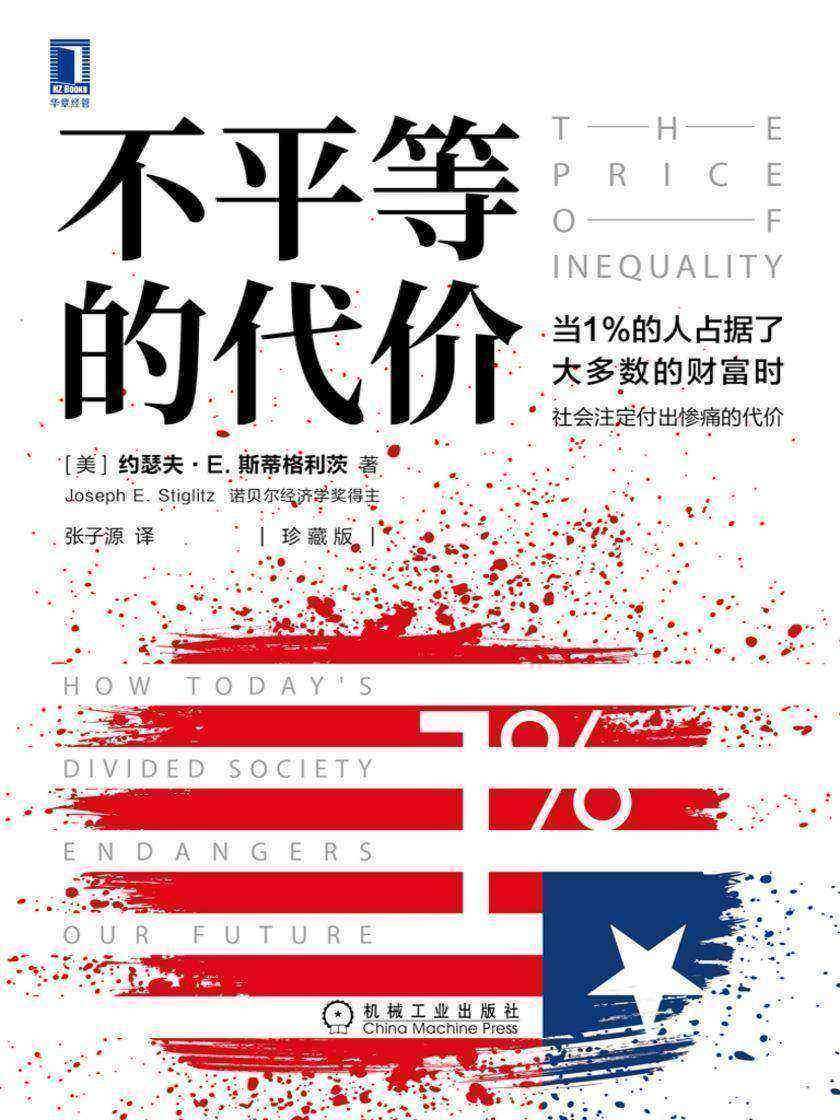 HZ Books
华章经管
不平等
的代价
THE
PRICE
OF
INEQUALITY
当1%的人占据了
大多数的财富时
社会注定付出惨痛的代价
[美] 约瑟夫·E. 斯蒂格利茨 著
Joseph E. Stiglitz 诺贝尔经济学奖得主
张子源 译 | 珍藏版 |
HOW TODAY'S
1%
DIVIDED SOCIETY
ENDANGERS
OUR FUTURE
机械工业出版社
China Machine Press